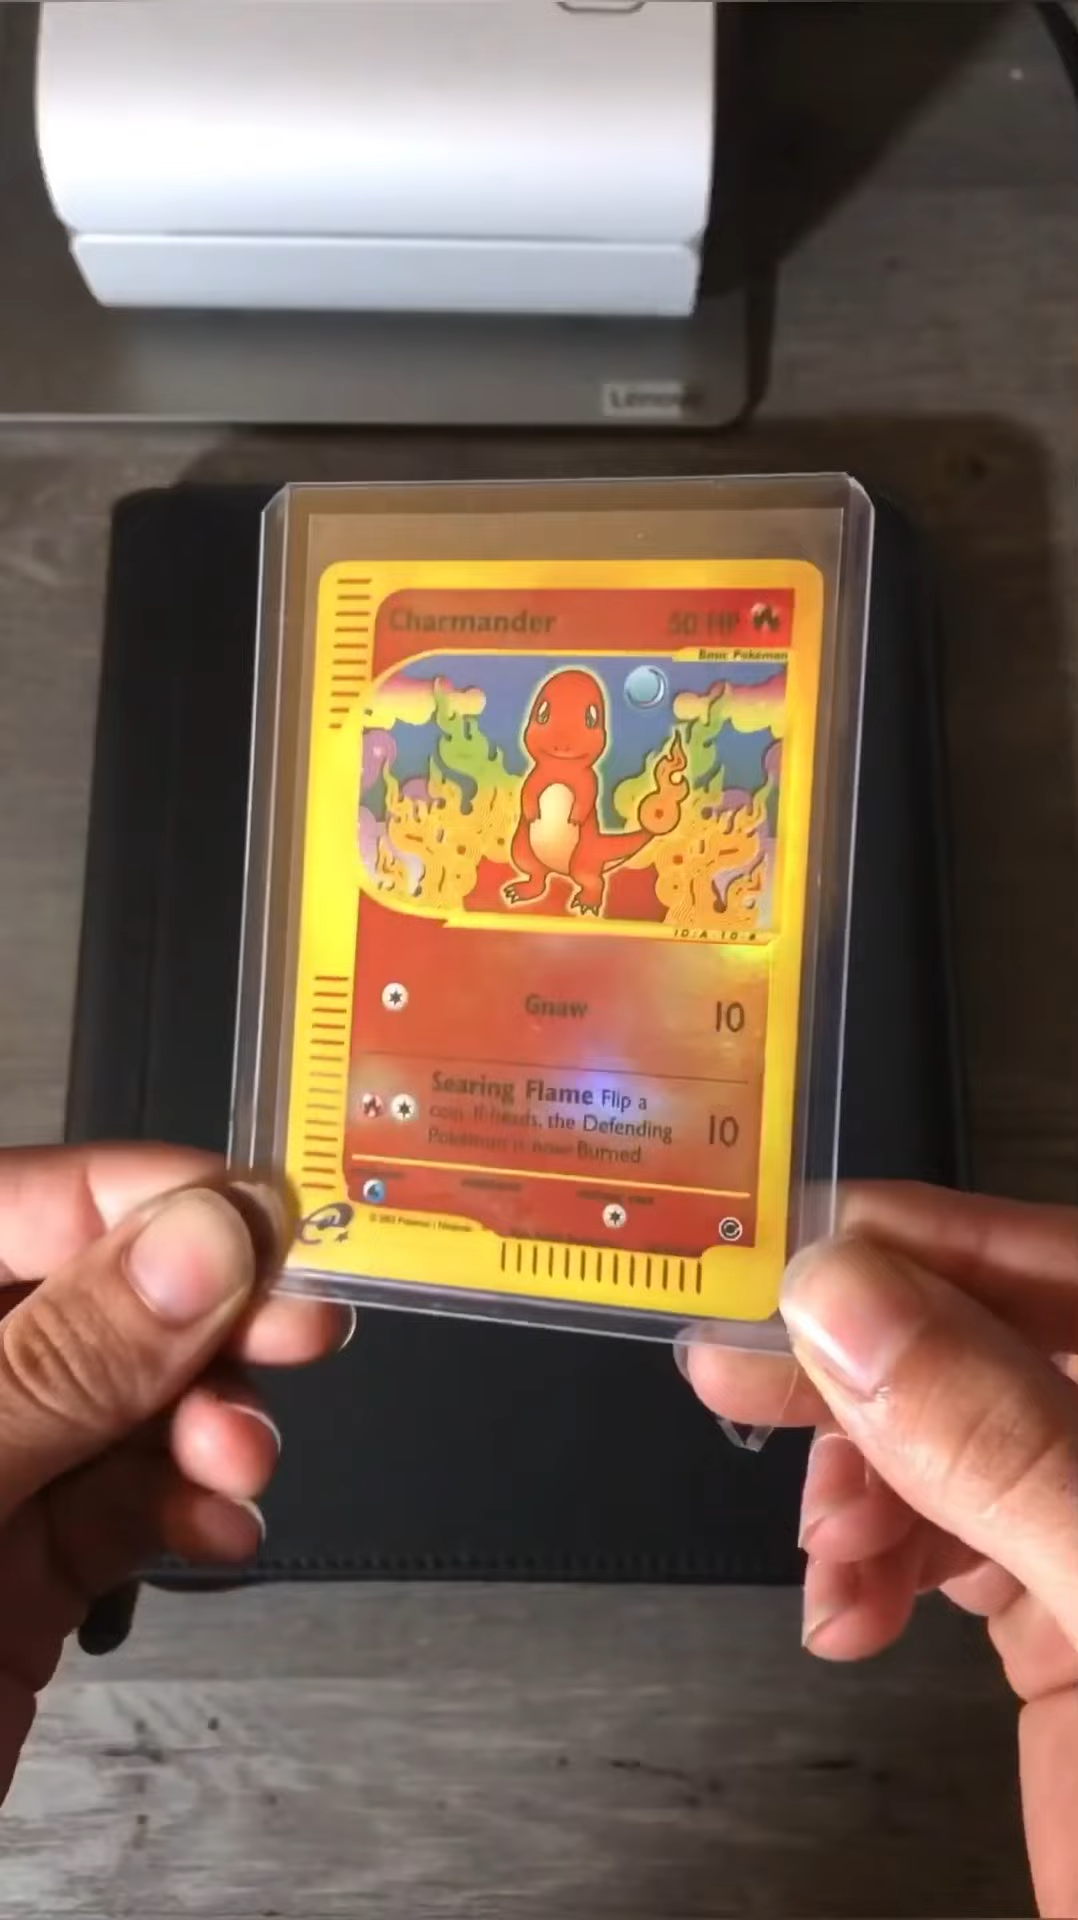 Lenovo
Charmander 50 HP
Basic Pokémon
Gnaw 10
Searing Flame Flip a
coin. If heads, the Defending
Pokémon is now Burned.
10